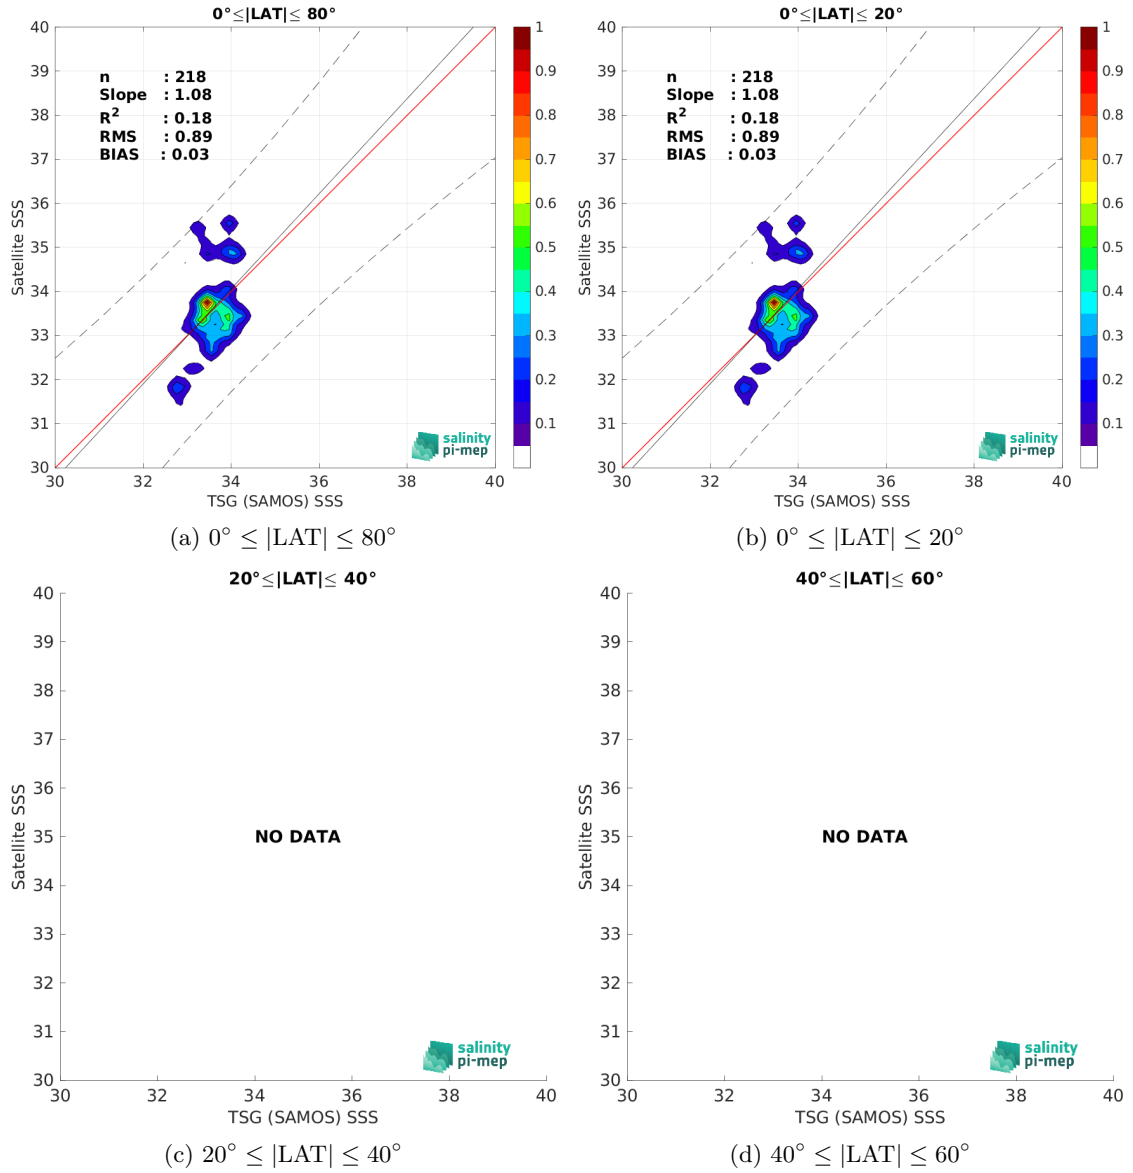 0°≤|LAT|≤ 80°
n : 218
Slope : 1.08
R² : 0.18
RMS : 0.89
BIAS : 0.03
40
39
38
37
36
35
34
33
32
31
30
Satellite SSS
30 32 34 36 38 40
TSG (SAMOS) SSS
1
0.9
0.8
0.7
0.6
0.5
0.4
0.3
0.2
0.1
salinity
pi-mep
(a) 0° ≤ |LAT| ≤ 80°
0°≤|LAT|≤ 20°
n : 218
Slope : 1.08
R² : 0.18
RMS : 0.89
BIAS : 0.03
40
39
38
37
36
35
34
33
32
31
30
Satellite SSS
30 32 34 36 38 40
TSG (SAMOS) SSS
1
0.9
0.8
0.7
0.6
0.5
0.4
0.3
0.2
0.1
salinity
pi-mep
(b) 0° ≤ |LAT| ≤ 20°
20°≤|LAT|≤ 40°
40
39
38
37
36
35
34
33
32
31
30
Satellite SSS
NO DATA
30 32 34 36 38 40
TSG (SAMOS) SSS
salinity
pi-mep
(c) 20° ≤ |LAT| ≤ 40°
40°≤|LAT|≤ 60°
40
39
38
37
36
35
34
33
32
31
30
Satellite SSS
NO DATA
30 32 34 36 38 40
TSG (SAMOS) SSS
salinity
pi-mep
(d) 40° ≤ |LAT| ≤ 60°